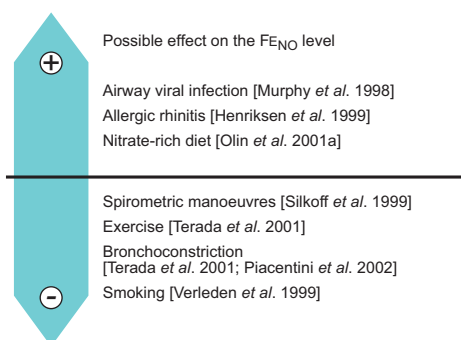 Possible effect on the FENO level
+
Airway viral infection [Murphy et al. 1998]
Allergic rhinitis [Henriksen et al. 1999]
Nitrate-rich diet [Olin et al. 2001a]
Spirometric manoeuvres [Silkoff et al. 1999]
Exercise [Terada et al. 2001]
Bronchoconstriction
[Terada et al. 2001; Piacentini et al. 2002]
- Smoking [Verleden et al. 1999]